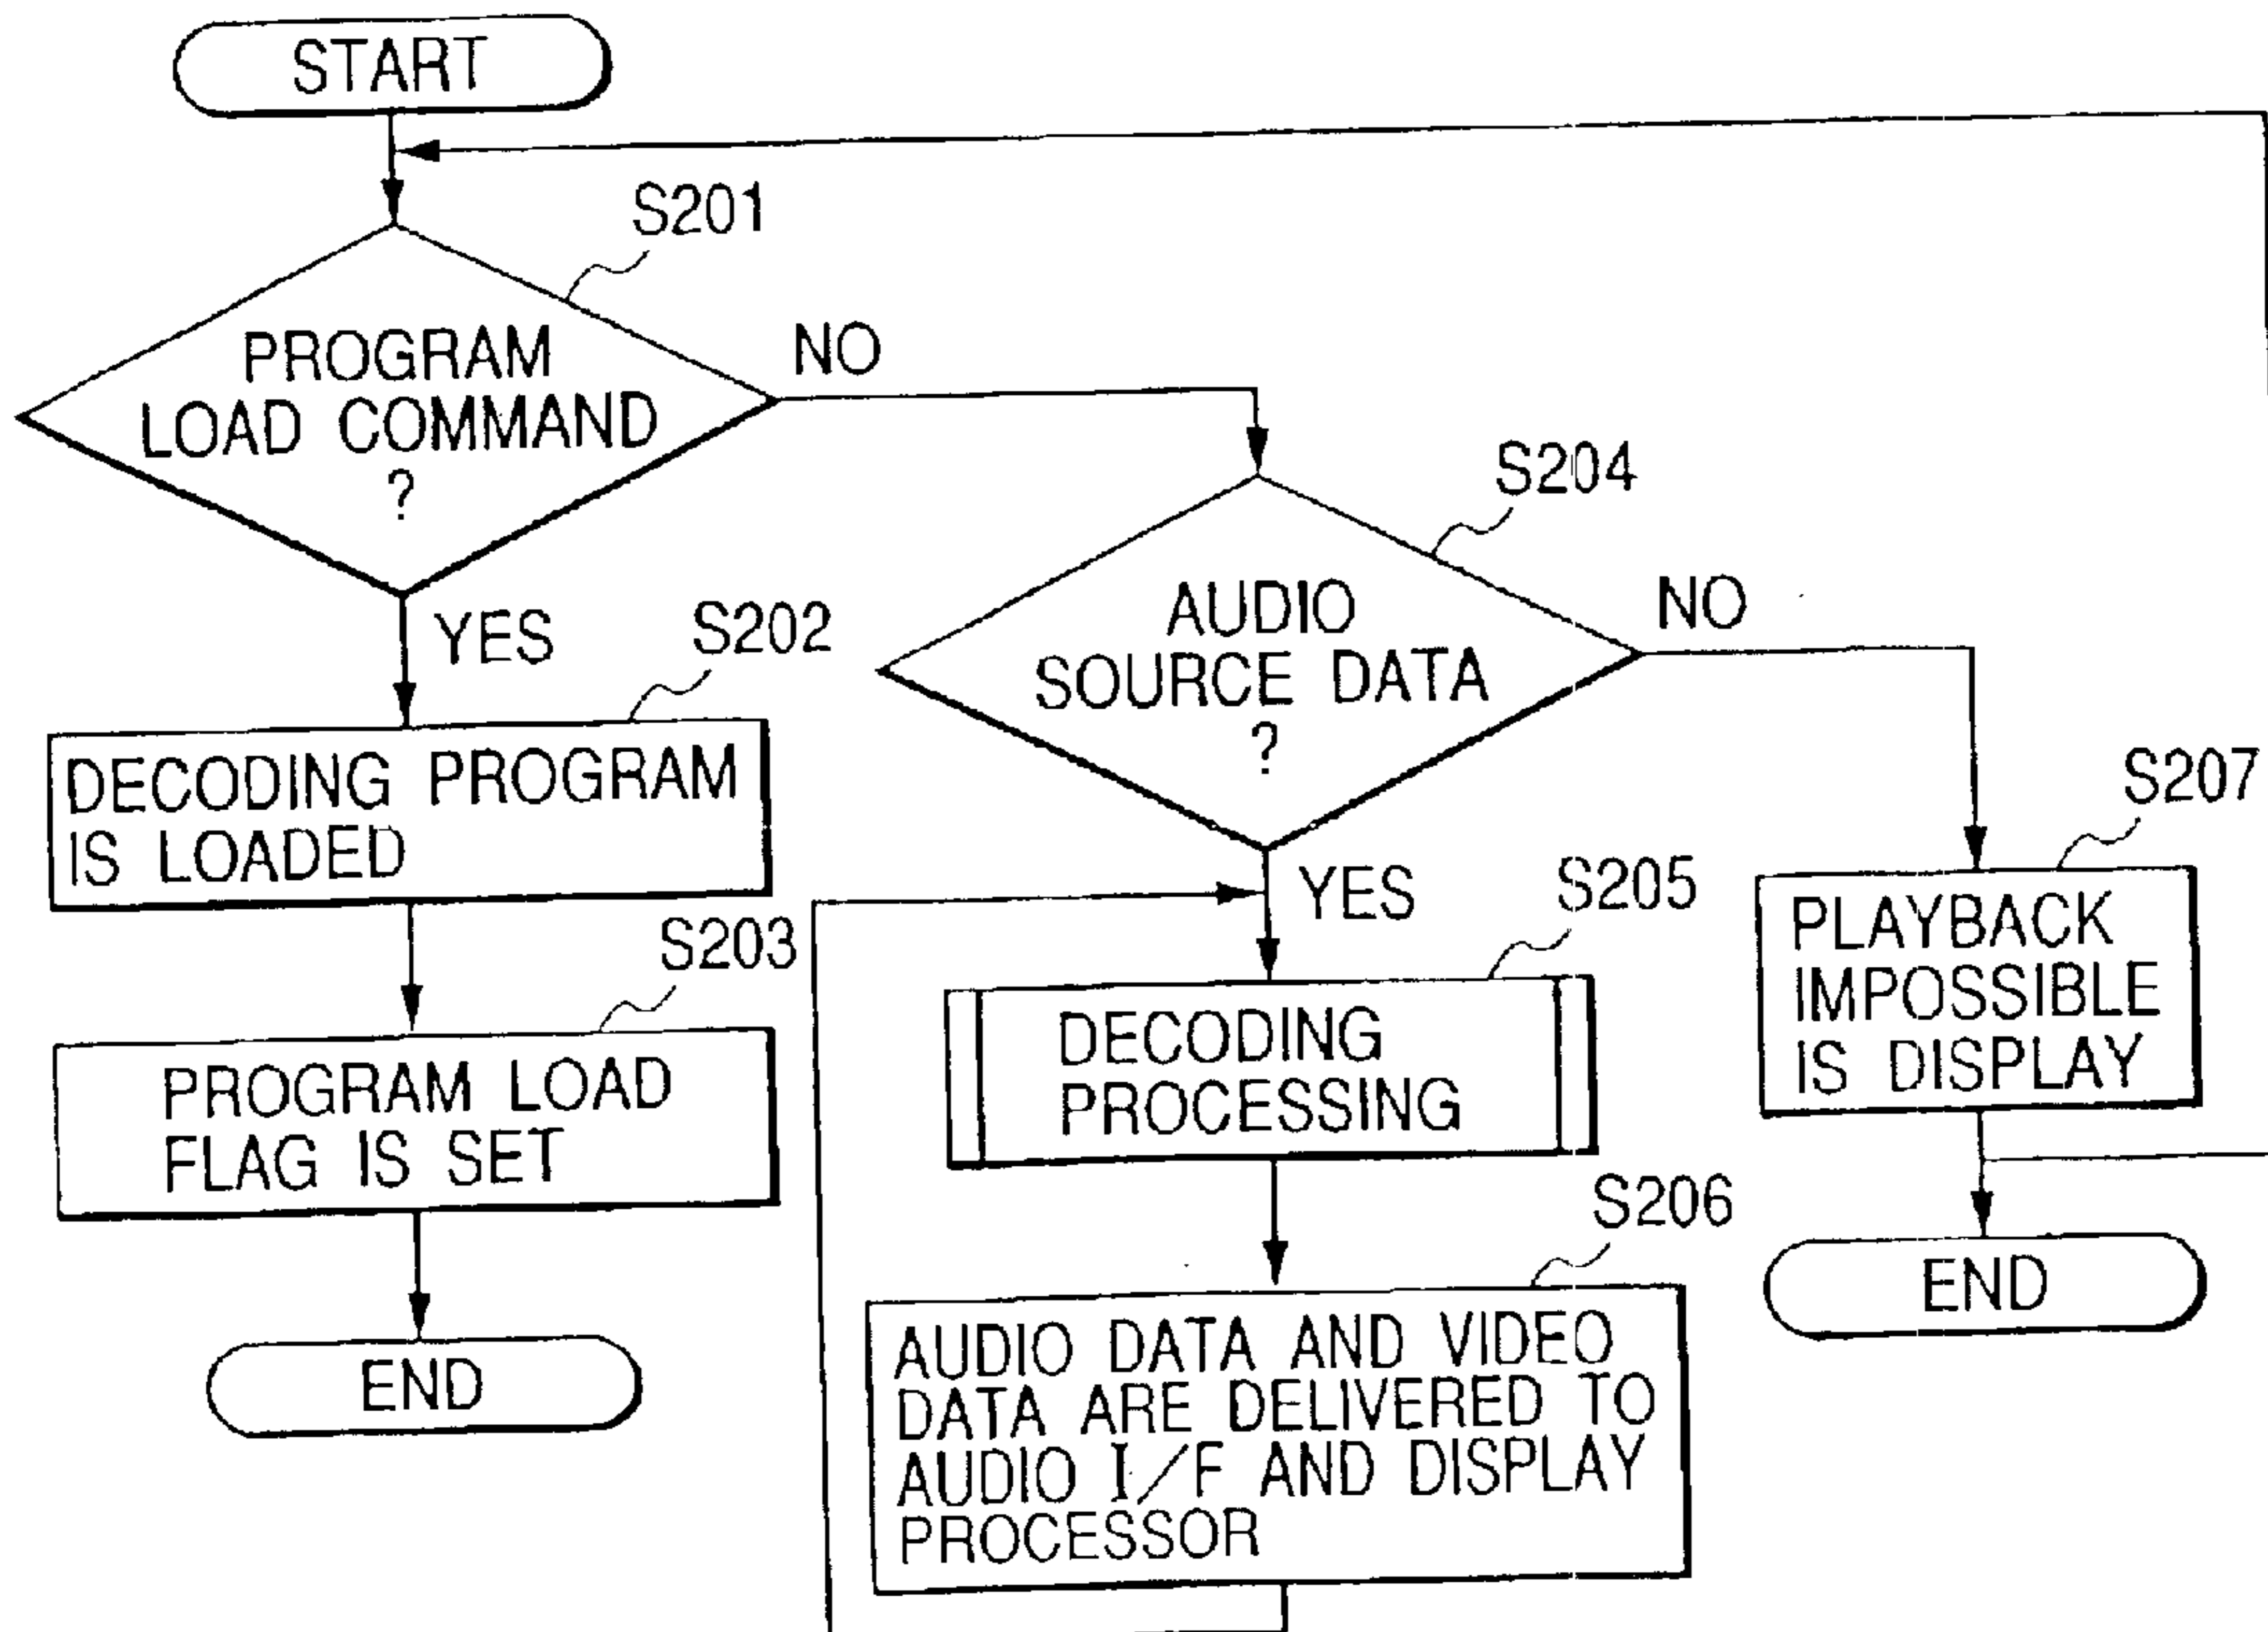 START
S201
PROGRAM
LOAD COMMAND
?
NO
YES
S202
DECODING PROGRAM
IS LOADED
S203
PROGRAM LOAD
FLAG IS SET
END
S204
AUDIO
SOURCE DATA
?
NO
YES
S205
DECODING
PROCESSING
S206
AUDIO DATA AND VIDEO
DATA ARE DELIVERED TO
AUDIO I/F AND DISPLAY
PROCESSOR
S207
PLAYBACK
IMPOSSIBLE
IS DISPLAY
END